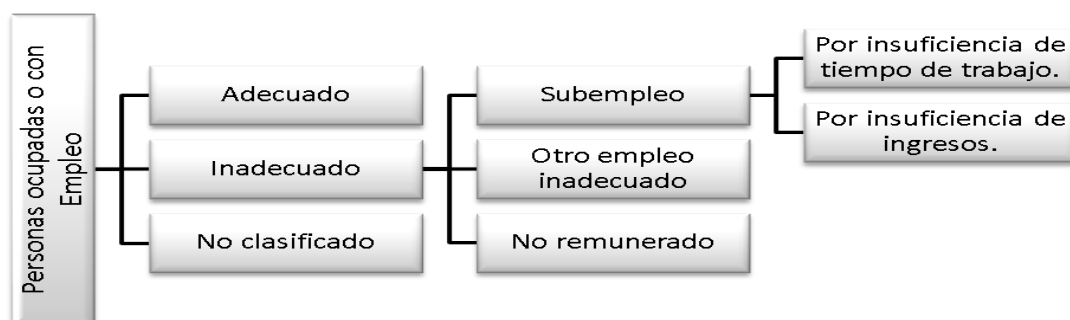 Personas ocupadas o con
Empleo
Adecuado
Inadecuado
No clasificado
Subempleo
Otro empleo
inadecuado
No remunerado
Por insuficiencia de
tiempo de trabajo.
Por insuficiencia de
ingresos.